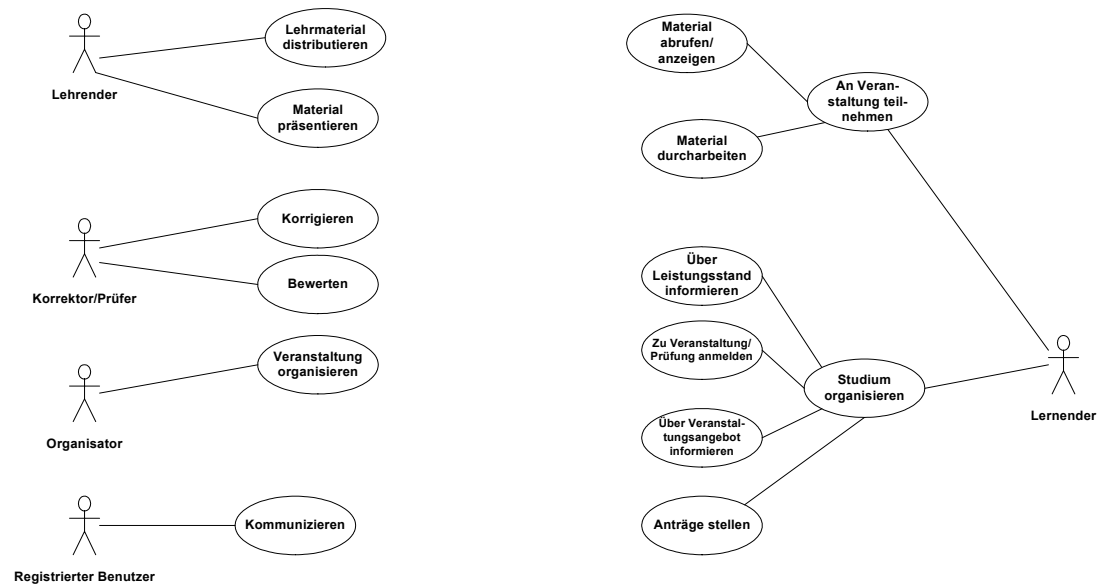 Lehrmaterial
distributieren
Lehrender
Material
präsentieren
Korrigieren
Korrektor/Prüfer
Bewerten
Veranstaltung
organisieren
Organisator
Kommunizieren
Registrierter Benutzer
Material
abrufen/
anzeigen
An Veran-
staltung teil-
nehmen
Material
durcharbeiten
Über
Leistungsstand
informieren
Zu Veranstaltung/
Prüfung anmelden
Studium
organisieren
Lernender
Über Veranstal-
tungsangebot
informieren
Anträge stellen